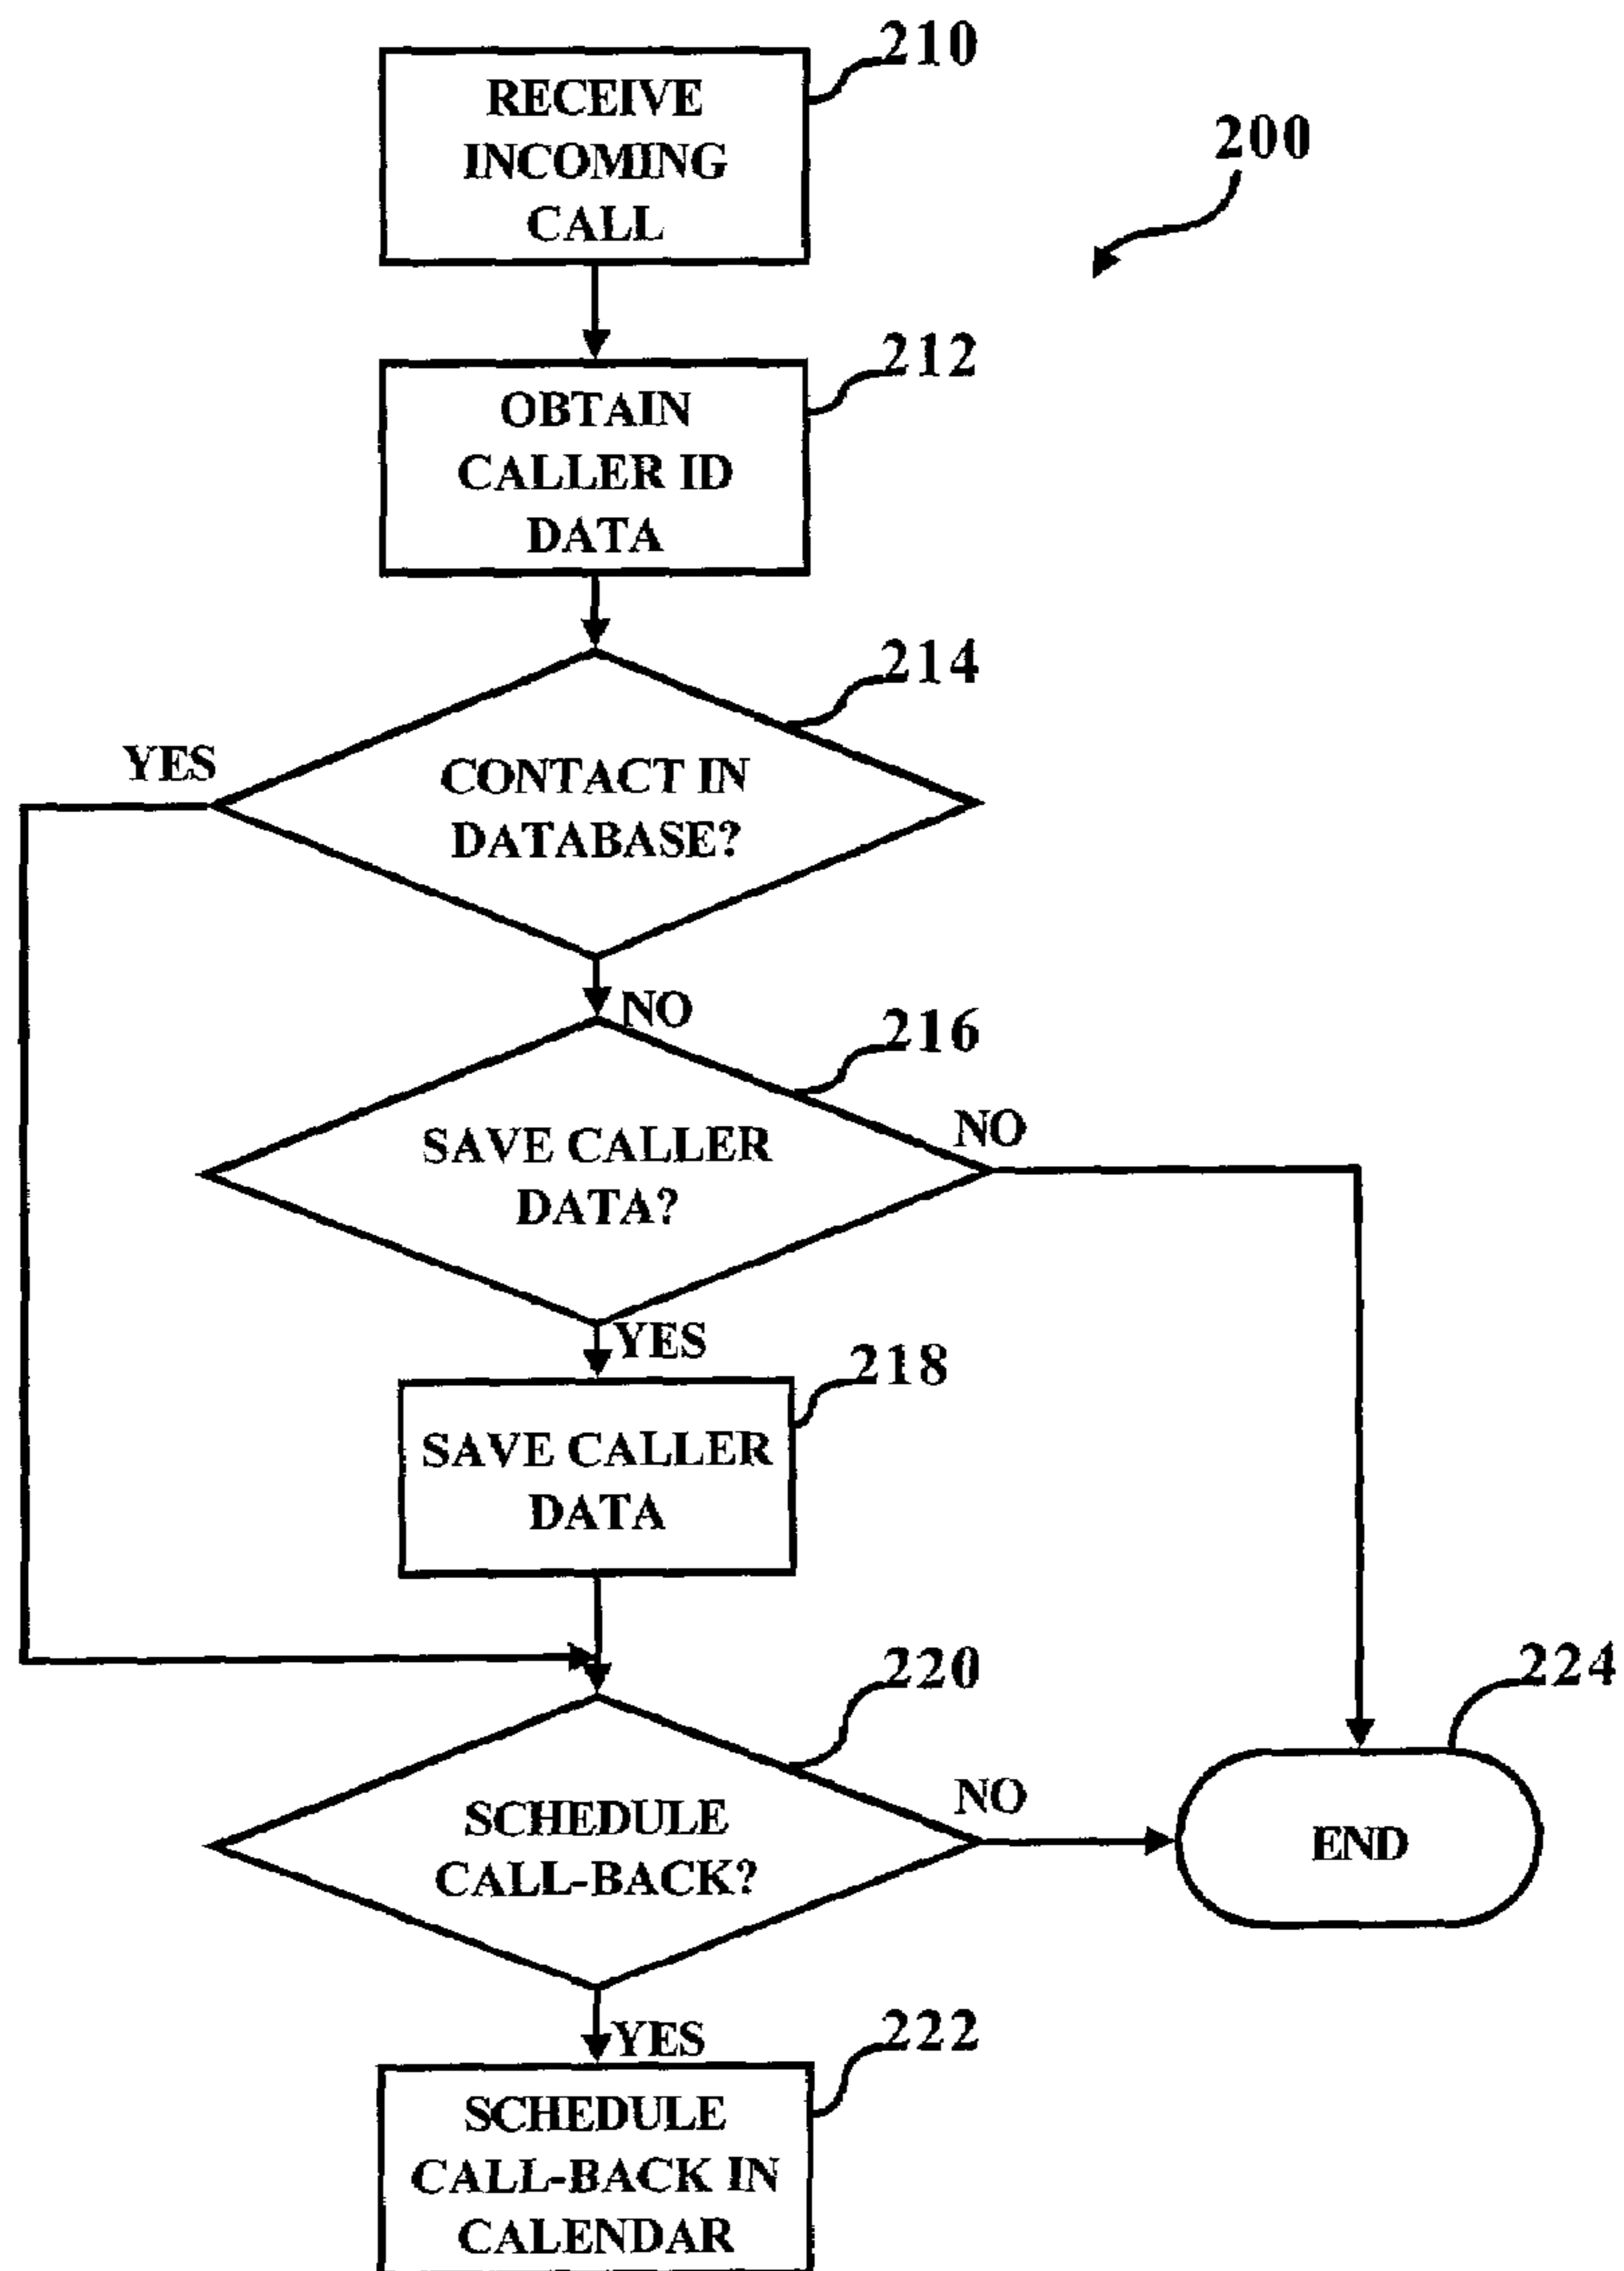 210
RECEIVE
INCOMING
CALL
200
212
OBTAIN
CALLER ID
DATA
214
YES
CONTACT IN
DATABASE?
NO
216
NO
SAVE CALLER
DATA?
YES
218
SAVE CALLER
DATA
220
224
NO
SCHEDULE
CALL-BACK?
END
YES
222
SCHEDULE
CALL-BACK IN
CALENDAR